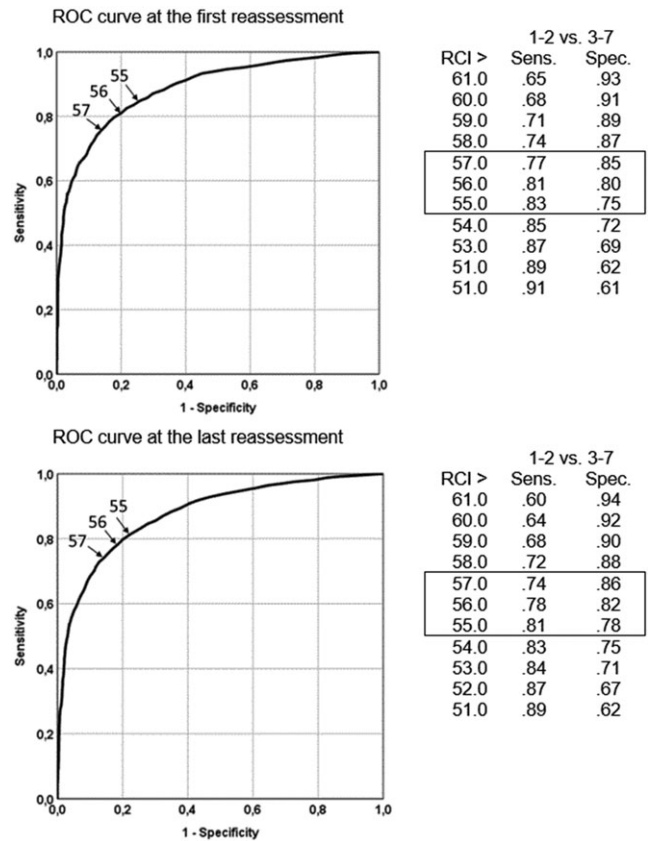 ROC curve at the first reassessment
1,0
0,8
0,6
0,4
0,2
0,0
0,0 0,2 0,4 0,6 0,8 1,0
Sensitivity
1 - Specificity
55
56
57
1-2 vs. 3-7
RCI > Sens. Spec.
61.0 .65 .93
60.0 .68 .91
59.0 .71 .89
58.0 .74 .87
57.0 .77 .85
56.0 .81 .80
55.0 .83 .75
54.0 .85 .72
53.0 .87 .69
51.0 .89 .62
51.0 .91 .61
ROC curve at the last reassessment
1,0
0,8
0,6
0,4
0,2
0,0
0,0 0,2 0,4 0,6 0,8 1,0
Sensitivity
1 - Specificity
55
56
57
1-2 vs. 3-7
RCI > Sens. Spec.
61.0 .60 .94
60.0 .64 .92
59.0 .68 .90
58.0 .72 .88
57.0 .74 .86
56.0 .78 .82
55.0 .81 .78
54.0 .83 .75
53.0 .84 .71
52.0 .87 .67
51.0 .89 .62